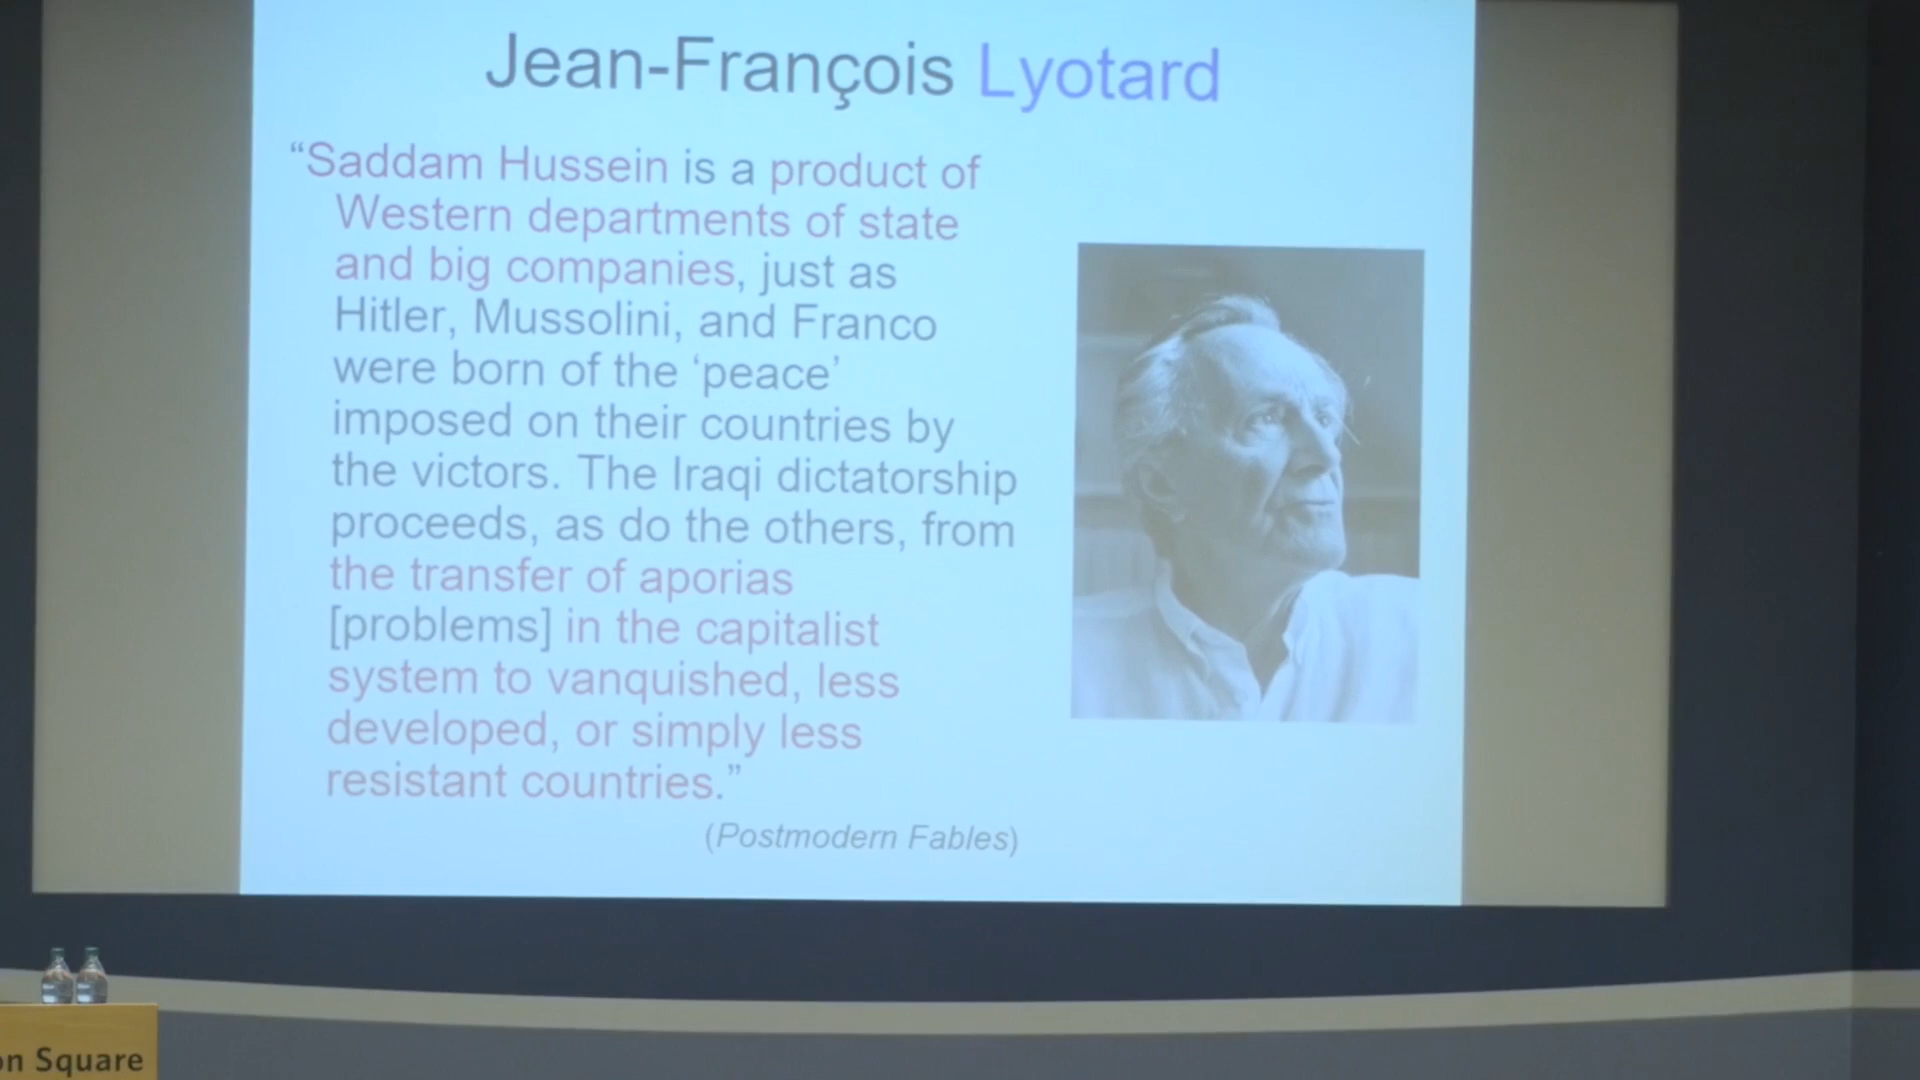 Jean-François Lyotard
“Saddam Hussein is a product of
Western departments of state
and big companies, just as
Hitler, Mussolini, and Franco
were born of the ‘peace’
imposed on their countries by
the victors. The Iraqi dictatorship
proceeds, as do the others, from
the transfer of aporias
[problems] in the capitalist
system to vanquished, less
developed, or simply less
resistant countries.”
(Postmodern Fables)
on Square